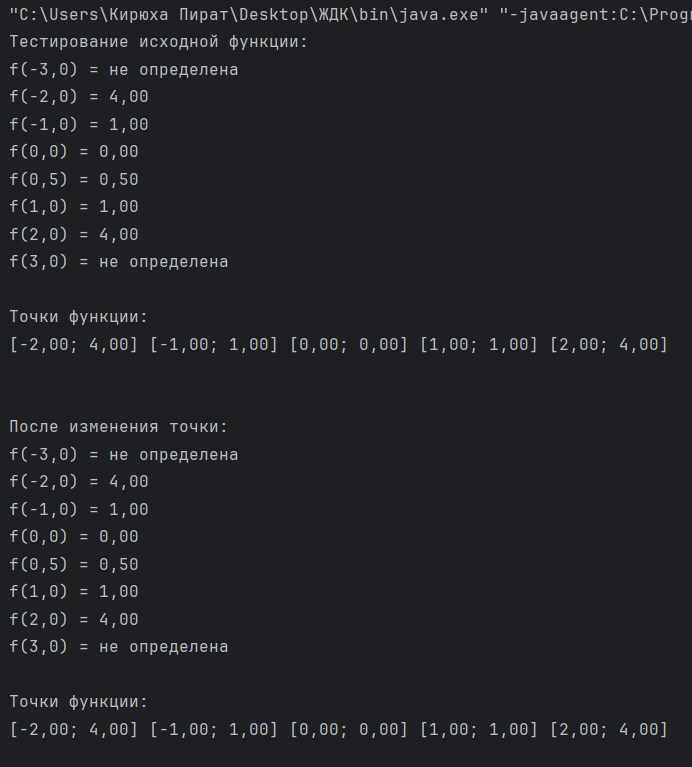 "C:\Users\Кирюха Пират\Desktop\ЖДК\bin\java.exe" "-javaagent:C:\Progr
Тестирование исходной функции:
f(-3,0) = не определена
f(-2,0) = 4,00
f(-1,0) = 1,00
f(0,0) = 0,00
f(0,5) = 0,50
f(1,0) = 1,00
f(2,0) = 4,00
f(3,0) = не определена
Точки функции:
[-2,00; 4,00] [-1,00; 1,00] [0,00; 0,00] [1,00; 1,00] [2,00; 4,00]
После изменения точки:
f(-3,0) = не определена
f(-2,0) = 4,00
f(-1,0) = 1,00
f(0,0) = 0,00
f(0,5) = 0,50
f(1,0) = 1,00
f(2,0) = 4,00
f(3,0) = не определена
Точки функции:
[-2,00; 4,00] [-1,00; 1,00] [0,00; 0,00] [1,00; 1,00] [2,00; 4,00]